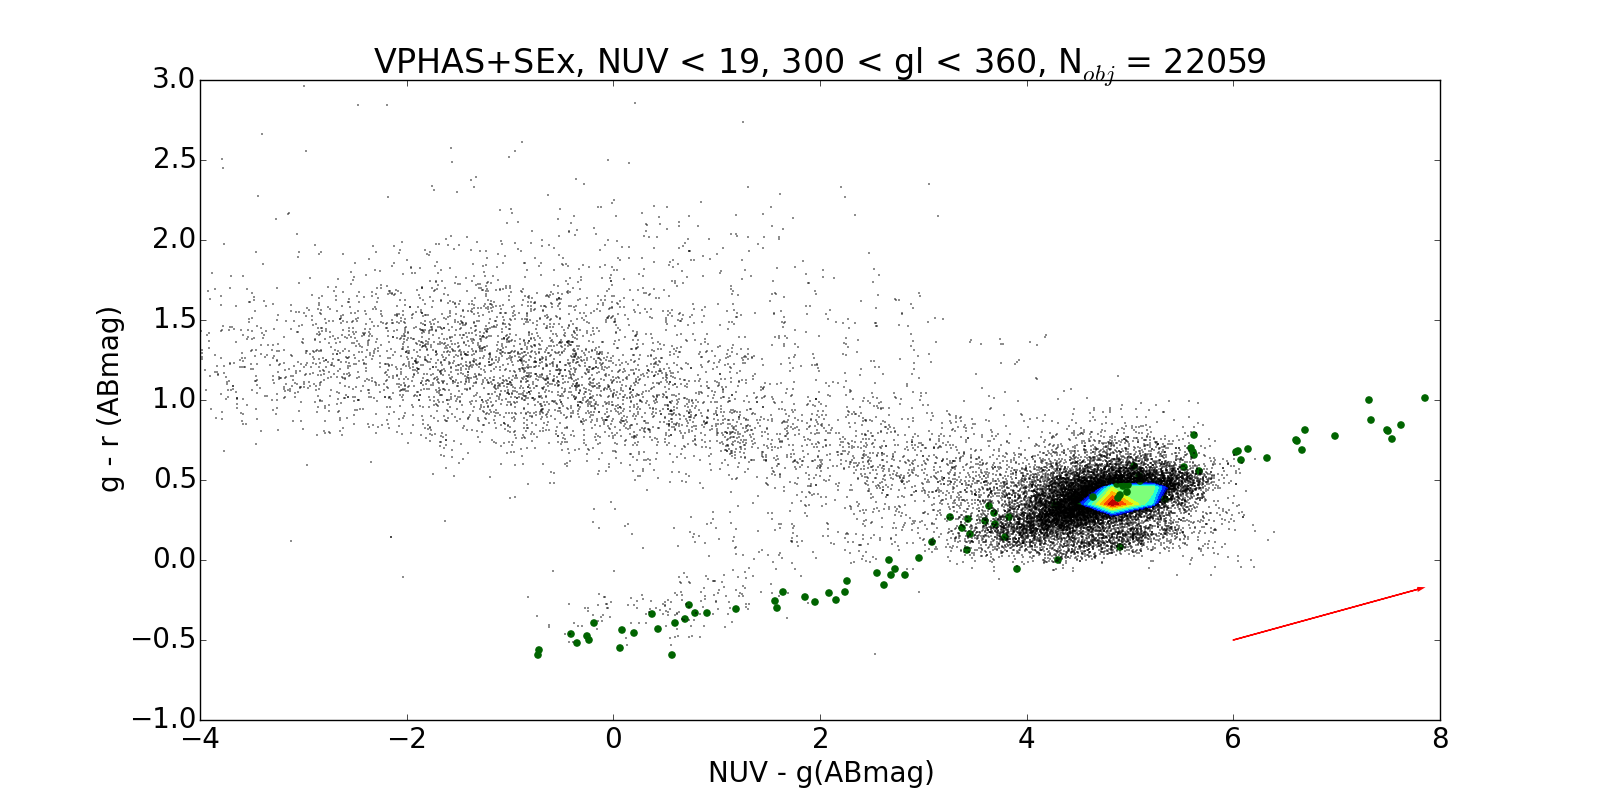 VPHAS+SEx, NUV < 19, 300 < gl < 360, N_obj = 22059
3.0
2.5
2.0
1.5
1.0
0.5
0.0
−0.5
−1.0
g - r (ABmag)
−4 −2 0 2 4 6 8
NUV - g(ABmag)